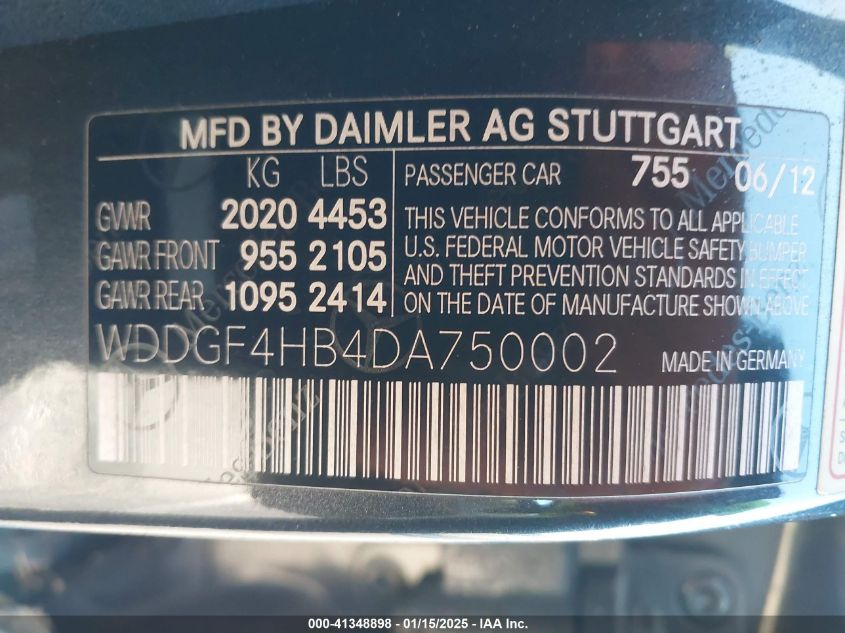 MFD BY DAIMLER AG STUTTGART
KG LBS
GVWR 2020 4453
GAWR FRONT 955 2105
GAWR REAR 1095 2414
PASSENGER CAR 755 06/12
THIS VEHICLE CONFORMS TO ALL APPLICABLE
U.S. FEDERAL MOTOR VEHICLE SAFETY, BUMPER
AND THEFT PREVENTION STANDARDS IN EFFECT
ON THE DATE OF MANUFACTURE SHOWN ABOVE
WDDGF4HB4DA750002
MADE IN GERMANY
000-41348898 - 01/15/2025 - IAA Inc.